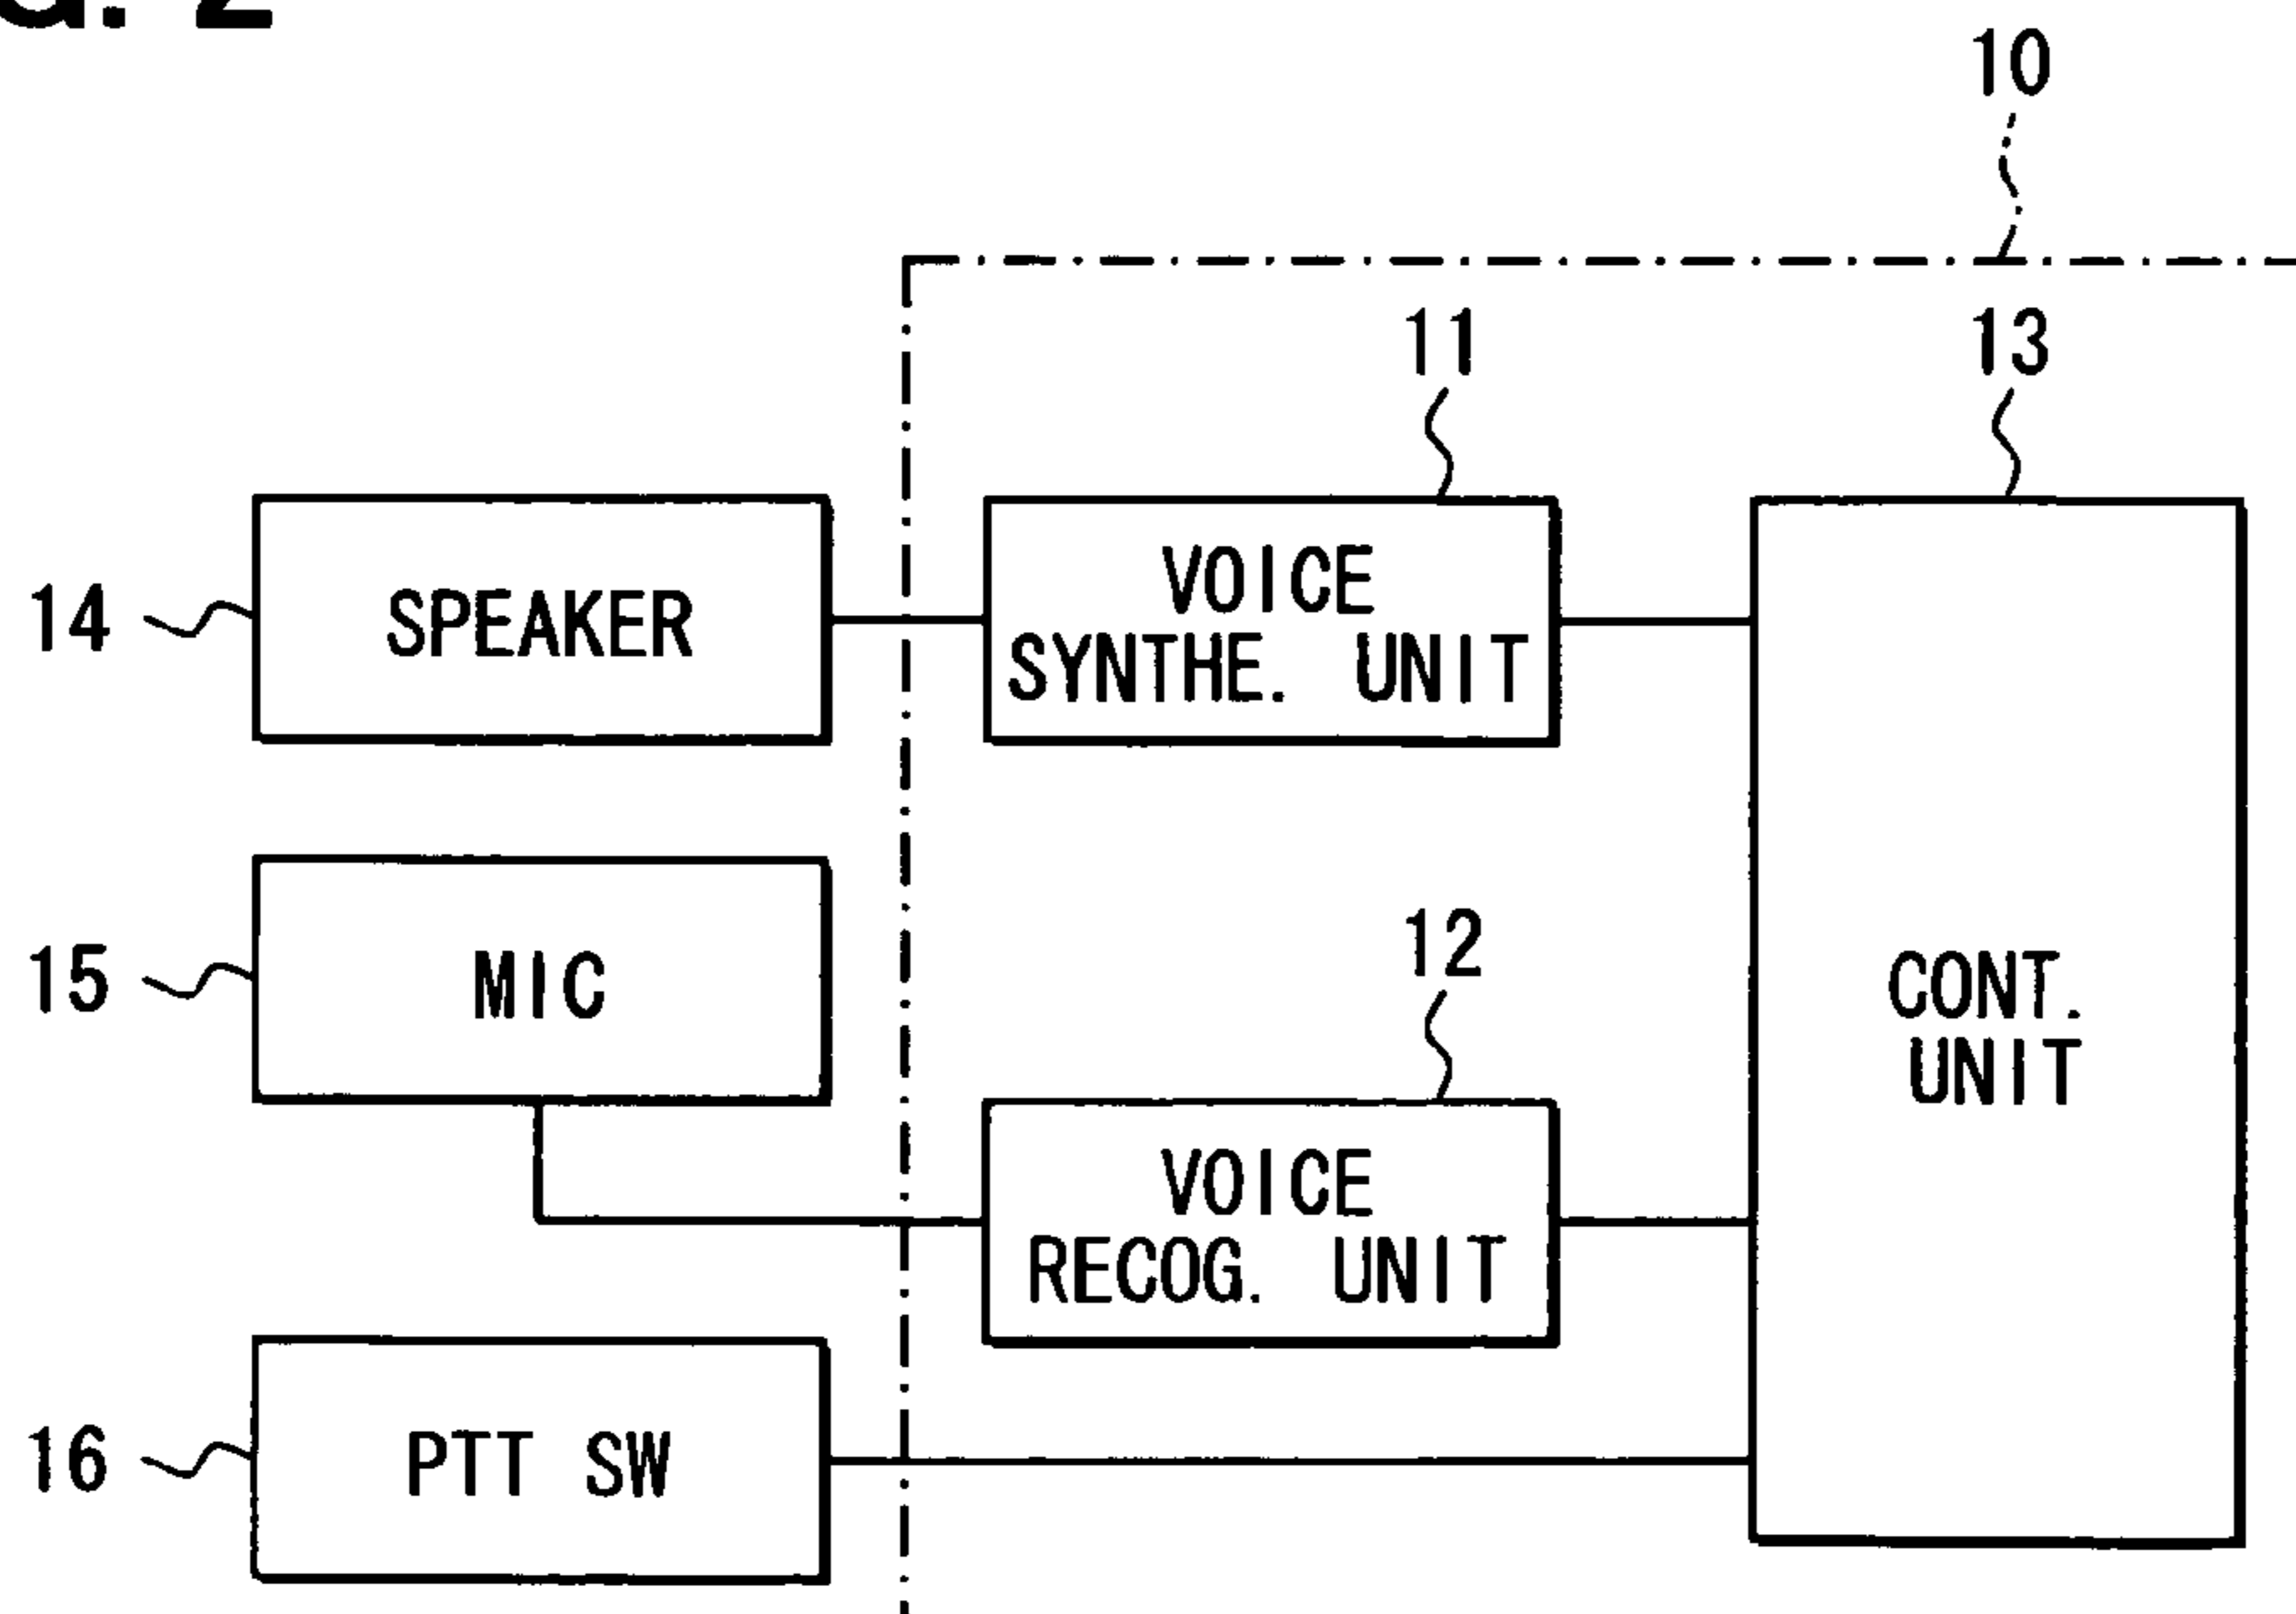 G. 2
10
11
13
14
SPEAKER
VOICE
SYNTHE. UNIT
15
MIC
12
CONT.
UNIT
VOICE
RECOG. UNIT
16
PTT SW